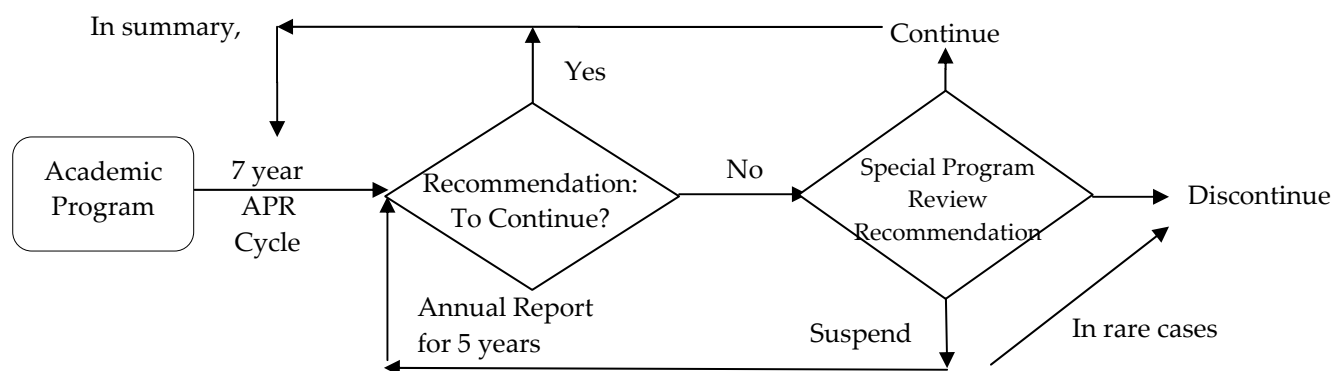 In summary,
Continue
Yes
Academic
Program
7 year
APR
Cycle
Recommendation:
To Continue?
No
Special Program
Review
Recommendation
Discontinue
Annual Report
for 5 years
Suspend
In rare cases